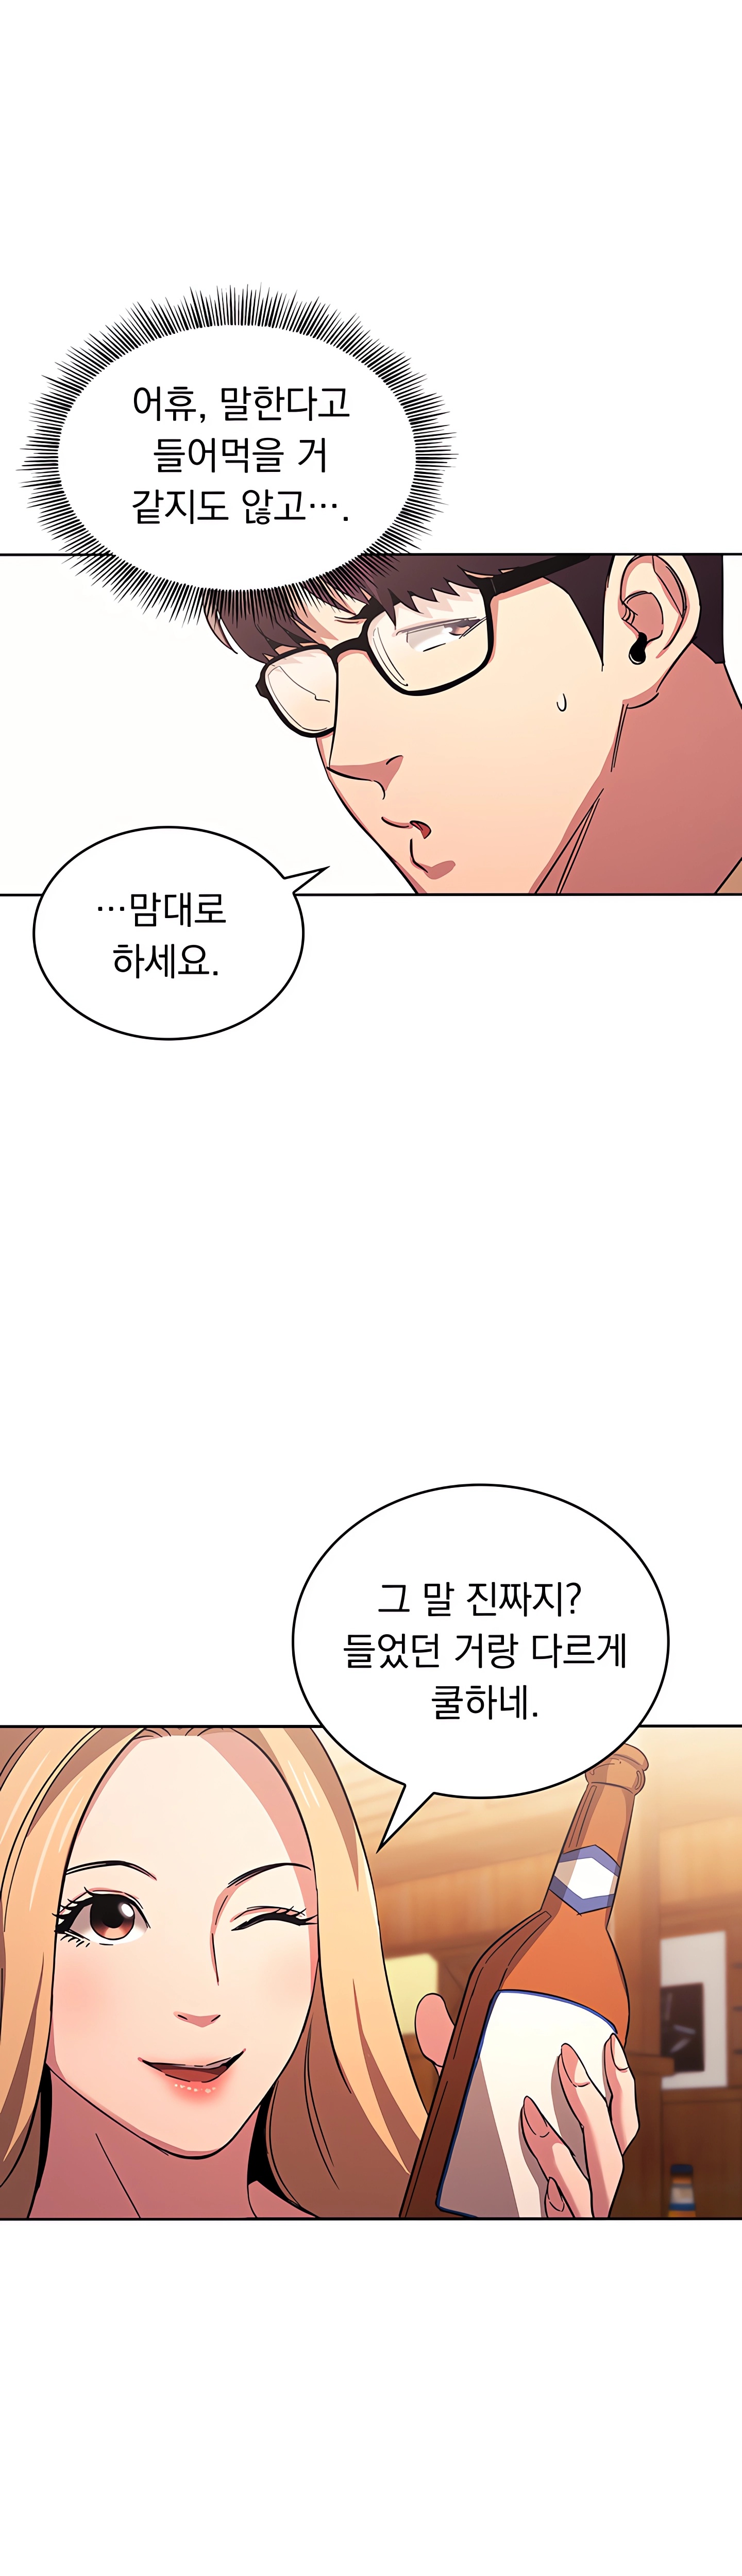 어휴, 말한다고
들어먹을 거
같지도 않고….
…맘대로
하세요.
그 말 진짜지?
들었던 거랑 다르게
쿨하네.